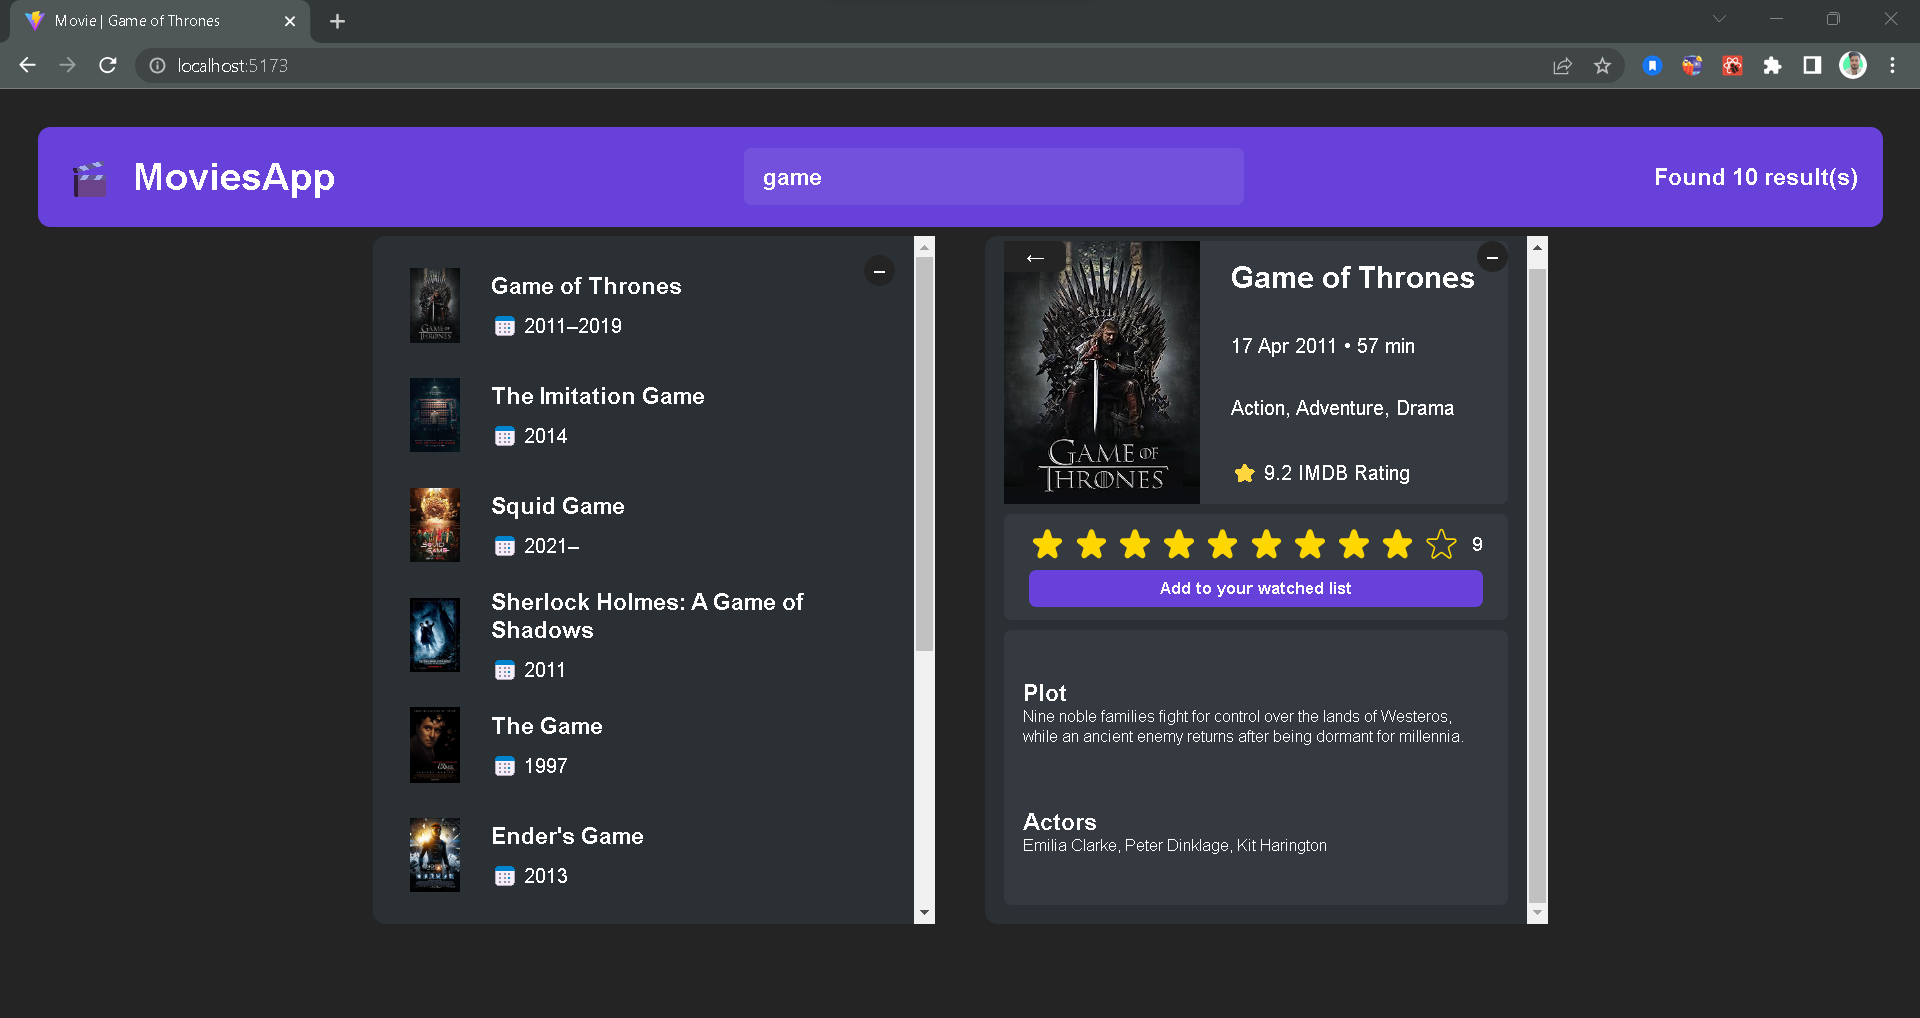 Movie | Game of Thrones
localhost:5173
MoviesApp
game
Found 10 result(s)
Game of Thrones
2011–2019
The Imitation Game
2014
Squid Game
2021–
Sherlock Holmes: A Game of
Shadows
2011
The Game
1997
Ender's Game
2013
←
–
–
GAME OF
THRONES
Game of Thrones
17 Apr 2011 • 57 min
Action, Adventure, Drama
9.2 IMDB Rating
9
Add to your watched list
Plot
Nine noble families fight for control over the lands of Westeros,
while an ancient enemy returns after being dormant for millennia.
Actors
Emilia Clarke, Peter Dinklage, Kit Harington